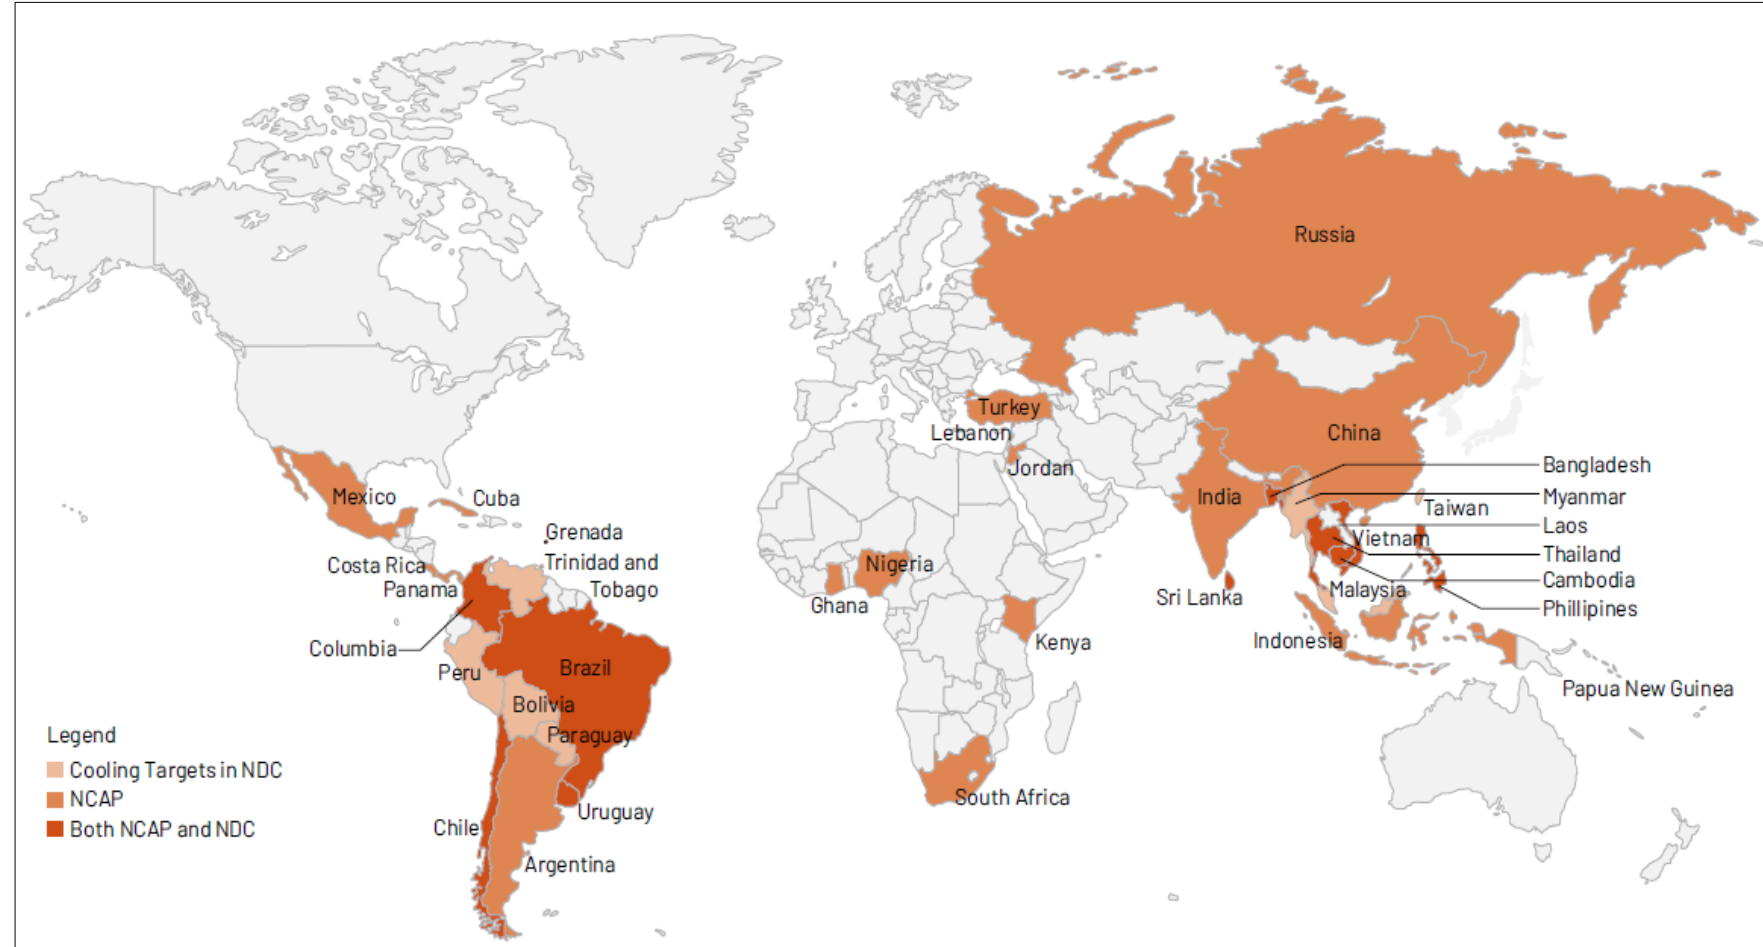 Russia
Turkey
Lebanon
Jordan
China
Bangladesh
India
Myanmar
Taiwan
Laos
Vietnam
Thailand
Cambodia
Malaysia
Phillipines
Sri Lanka
Indonesia
Papua New Guinea
Mexico
Cuba
Grenada
Costa Rica
Trinidad and
Tobago
Panama
Nigeria
Ghana
Kenya
Columbia
Peru
Brazil
Bolivia
Paraguay
South Africa
Uruguay
Chile
Argentina
Legend
Cooling Targets in NDC
NCAP
Both NCAP and NDC